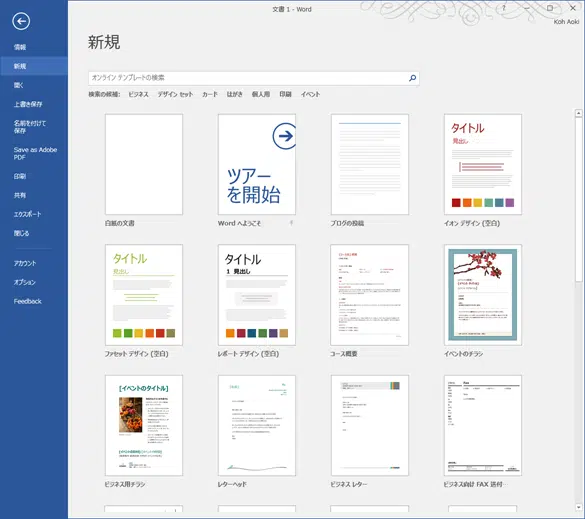 文書 1 - Word
?
Koh Aoki
情報
新規
開く
上書き保存
名前を付けて
保存
Save as Adobe
PDF
印刷
共有
エクスポート
閉じる
アカウント
オプション
Feedback
新規
オンライン テンプレートの検索
検索の候補: ビジネス デザイン セット カード はがき 個人用 印刷 イベント
ツアー
を開始
タイトル
見出し
白紙の文書
Word へようこそ
ブログの投稿
イオン デザイン (空白)
タイトル
見出し
タイトル
1 見出し
ファセット デザイン (空白)
レポート デザイン (空白)
コース概要
イベントのチラシ
[イベントのタイトル]
Fax
ビジネス用チラシ
レターヘッド
ビジネス レター
ビジネス向け FAX 送付...